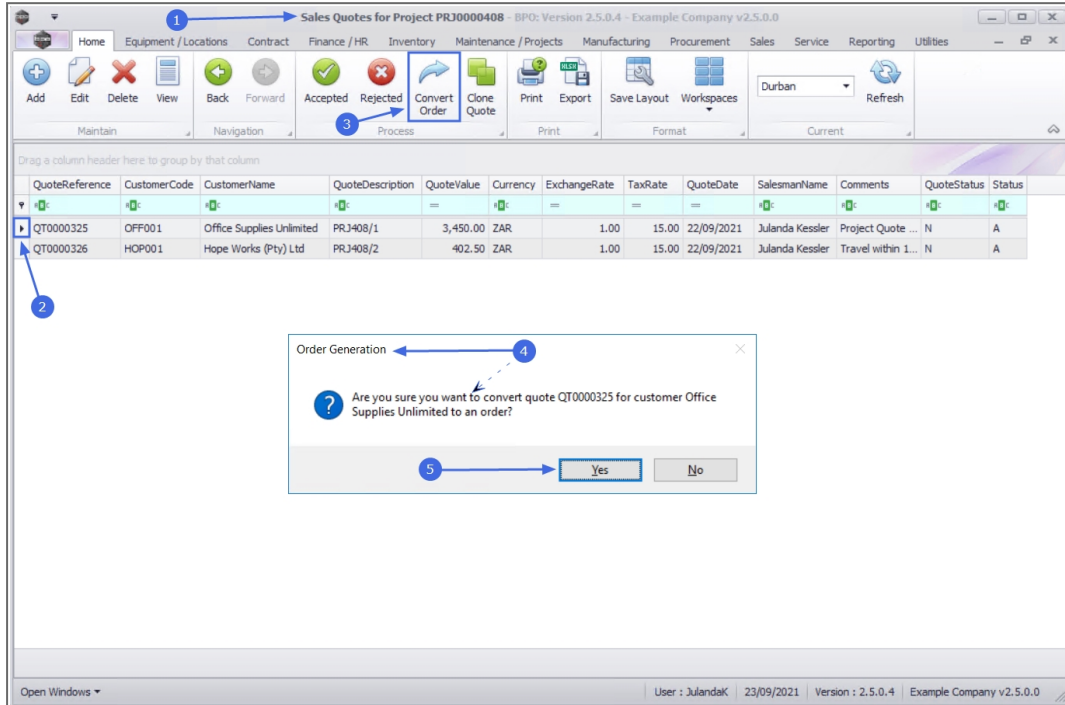 1
Sales Quotes for Project PRJ0000408 - BPO: Version 2.5.0.4 - Example Company v2.5.0.0
Home Equipment / Locations Contract Finance / HR Inventory Maintenance / Projects Manufacturing Procurement Sales Service Reporting Utilities
Add Edit Delete View Back Forward Accepted Rejected Convert Order Clone Quote Print Export Save Layout Workspaces Durban Refresh
3
Maintain Navigation Process Print Format Current
Drag a column header here to group by that column
QuoteReference CustomerCode CustomerName QuoteDescription QuoteValue Currency ExchangeRate TaxRate QuoteDate SalesmanName Comments QuoteStatus Status
QT0000325 OFF001 Office Supplies Unlimited PRJ408/1 3,450.00 ZAR 1.00 15.00 22/09/2021 Julanda Kessler Project Quote ... N A
QT0000326 HOP001 Hope Works (Pty) Ltd PRJ408/2 402.50 ZAR 1.00 15.00 22/09/2021 Julanda Kessler Travel within 1... N A
2
Order Generation
4
Are you sure you want to convert quote QT0000325 for customer Office
Supplies Unlimited to an order?
5
Yes No
Open Windows User : JulandaK 23/09/2021 Version : 2.5.0.4 Example Company v2.5.0.0